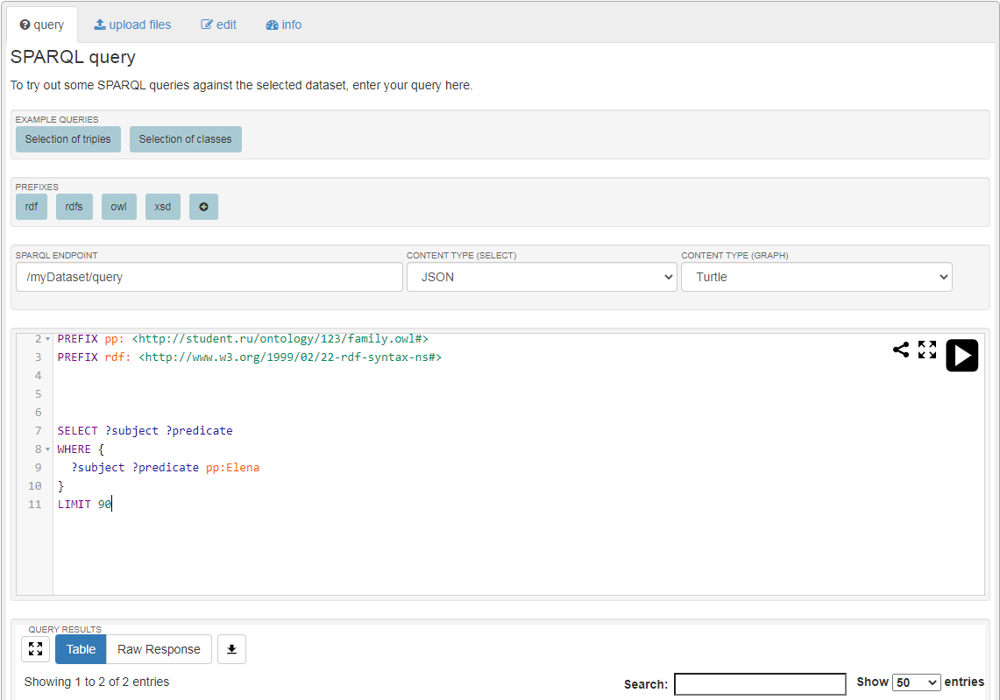 query upload files edit info
SPARQL query
To try out some SPARQL queries against the selected dataset, enter your query here.
EXAMPLE QUERIES
Selection of triples Selection of classes
PREFIXES
rdf rdfs owl xsd
SPARQL ENDPOINT CONTENT TYPE (SELECT) CONTENT TYPE (GRAPH)
/myDataset/query JSON Turtle
2 PREFIX pp: <http://student.ru/ontology/123/family.owl#>
3 PREFIX rdf: <http://www.w3.org/1999/02/22-rdf-syntax-ns#>
4
5
6
7 SELECT ?subject ?predicate
8 WHERE {
9 ?subject ?predicate pp:Elena
10 }
11 LIMIT 90
QUERY RESULTS
Table Raw Response
Showing 1 to 2 of 2 entries Search: Show 50 entries